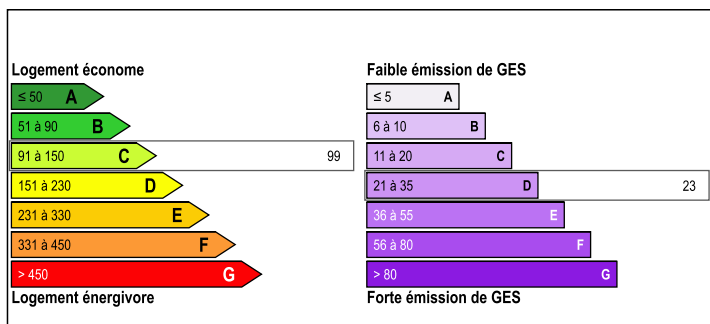 Logement économe
≤ 50 A
51 à 90 B
91 à 150 C 99
151 à 230 D
231 à 330 E
331 à 450 F
> 450 G
Logement énergivore
Faible émission de GES
≤ 5 A
6 à 10 B
11 à 20 C
21 à 35 D 23
36 à 55 E
56 à 80 F
> 80 G
Forte émission de GES